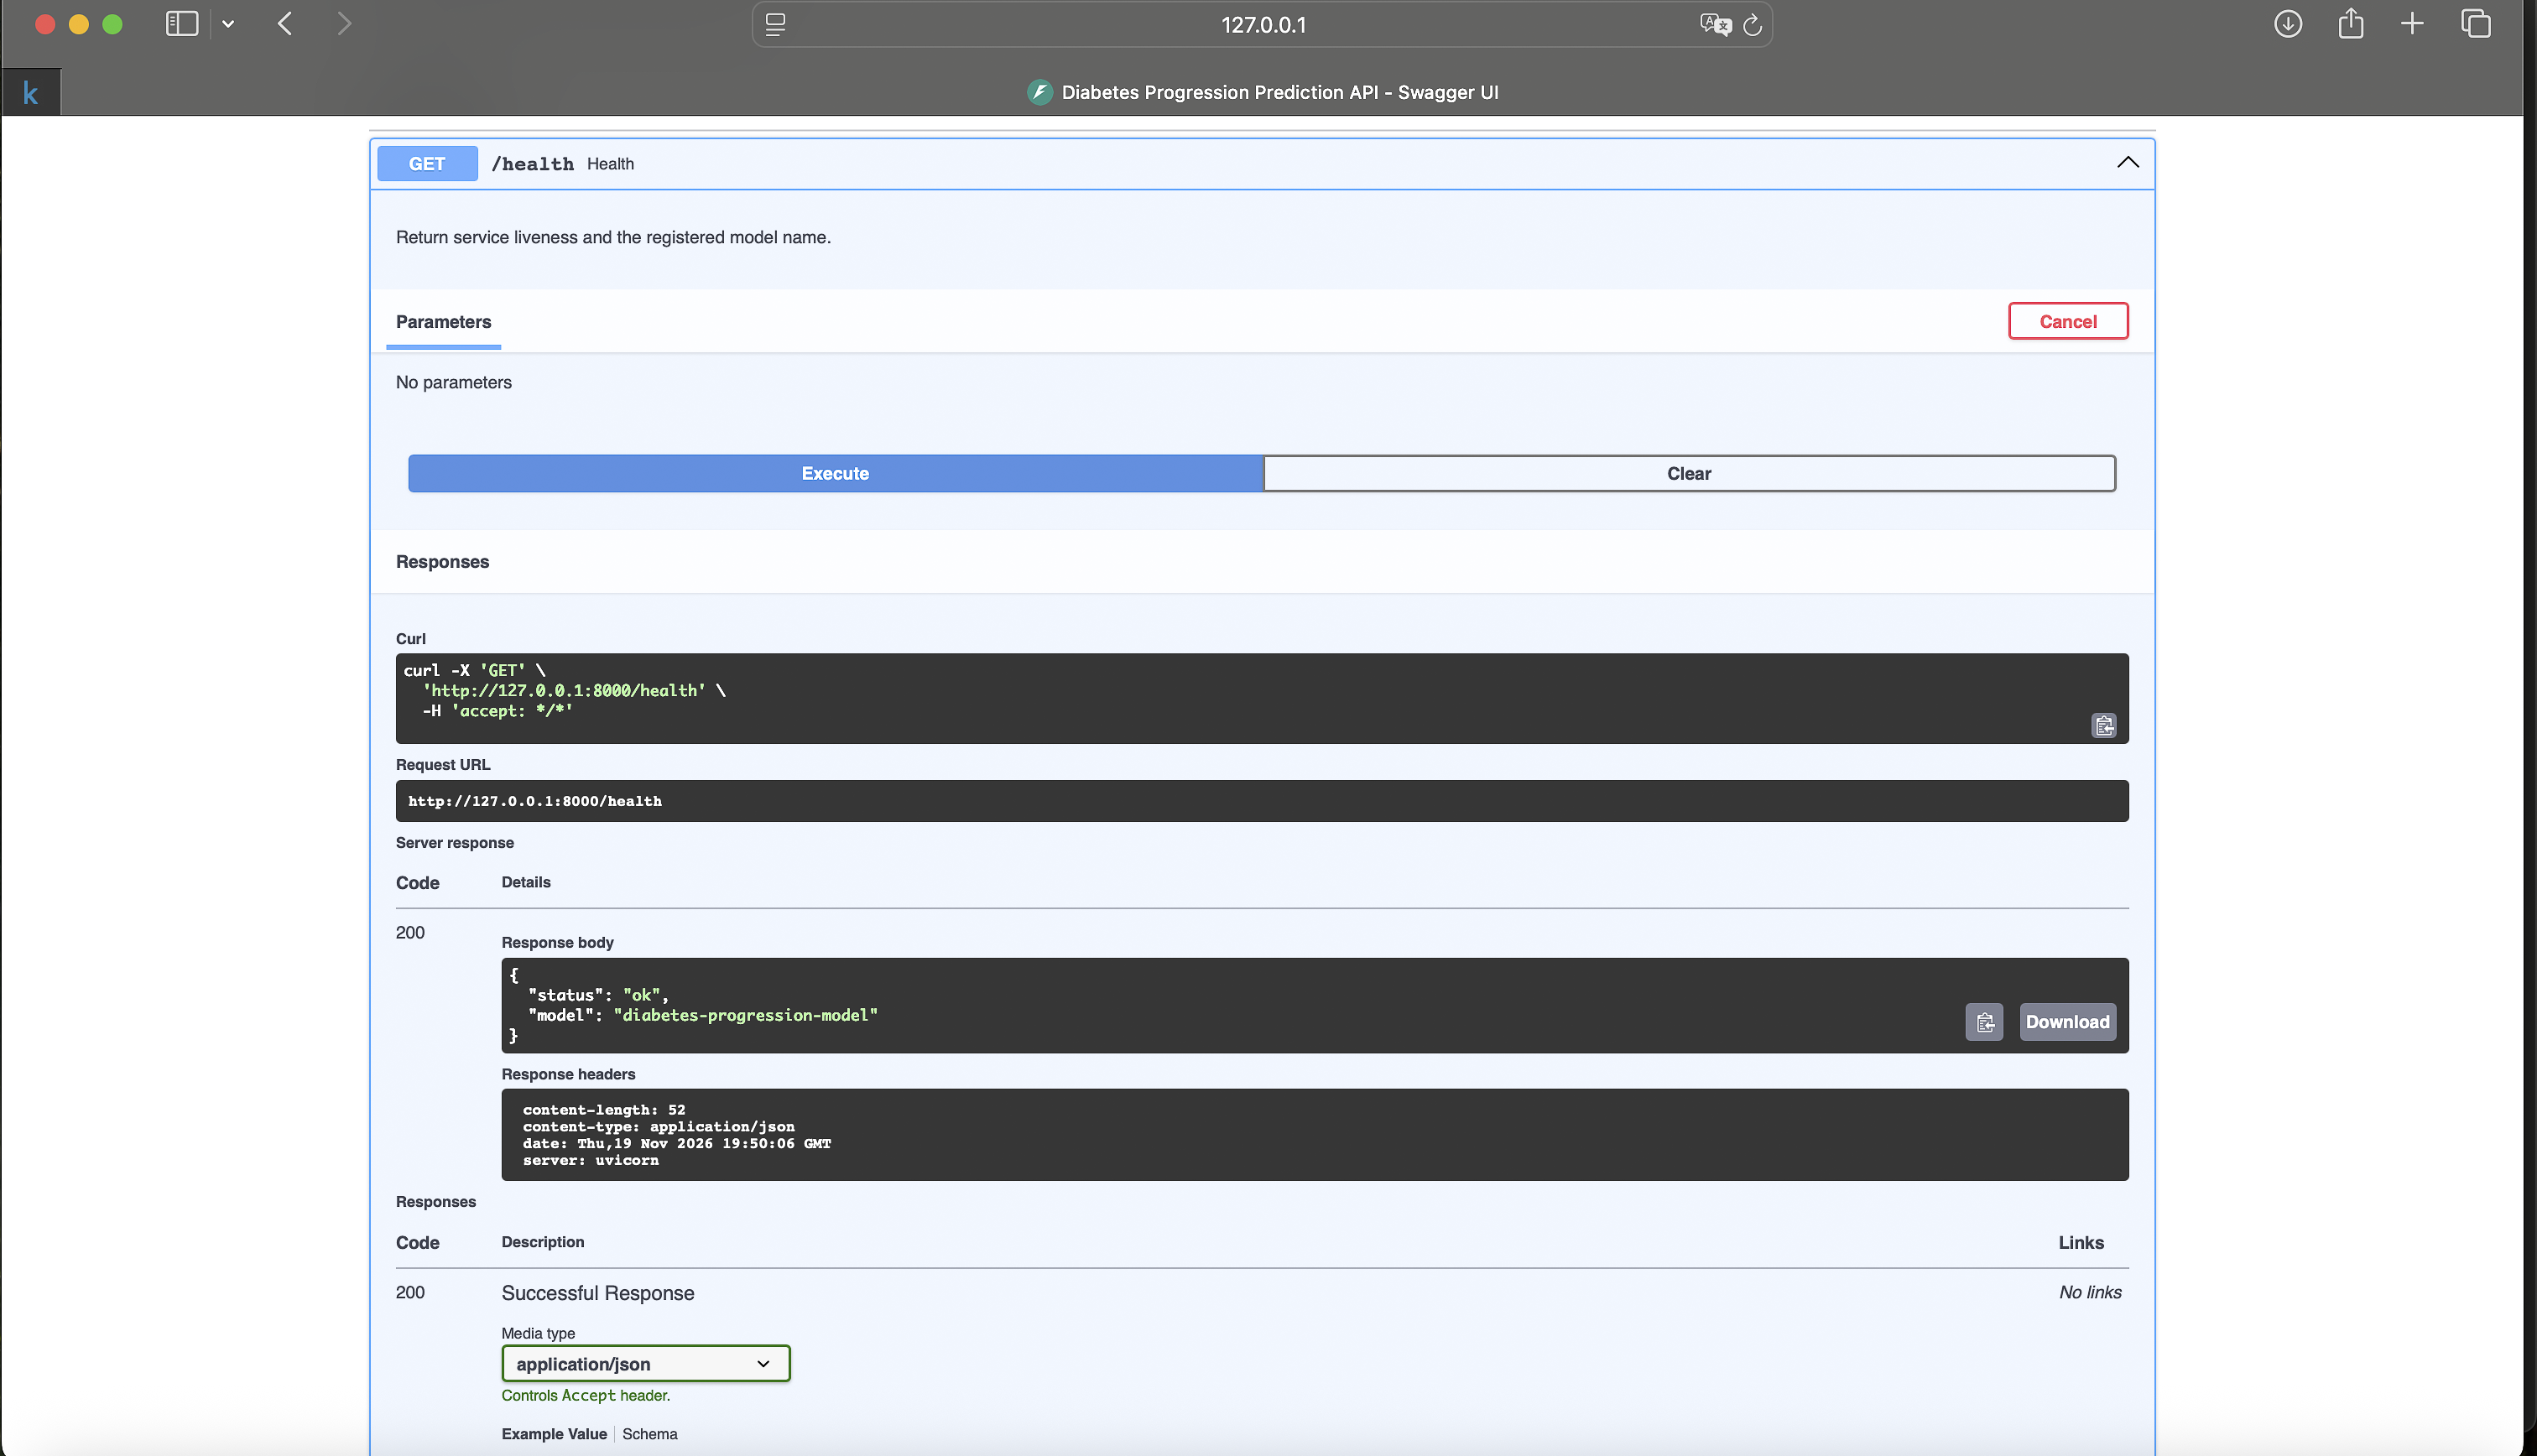 127.0.0.1
k
Diabetes Progression Prediction API - Swagger UI
GET /health Health
Return service liveness and the registered model name.
Parameters
Cancel
No parameters
Execute
Clear
Responses
Curl
curl -X 'GET' \
'http://127.0.0.1:8000/health' \
-H 'accept: */*'
Request URL
http://127.0.0.1:8000/health
Server response
Code Details
200
Response body
{
"status": "ok",
"model": "diabetes-progression-model"
}
Download
Response headers
content-length: 52
content-type: application/json
date: Thu,19 Nov 2026 19:50:06 GMT
server: uvicorn
Responses
Code Description Links
200 Successful Response No links
Media type
application/json
Controls Accept header.
Example Value Schema